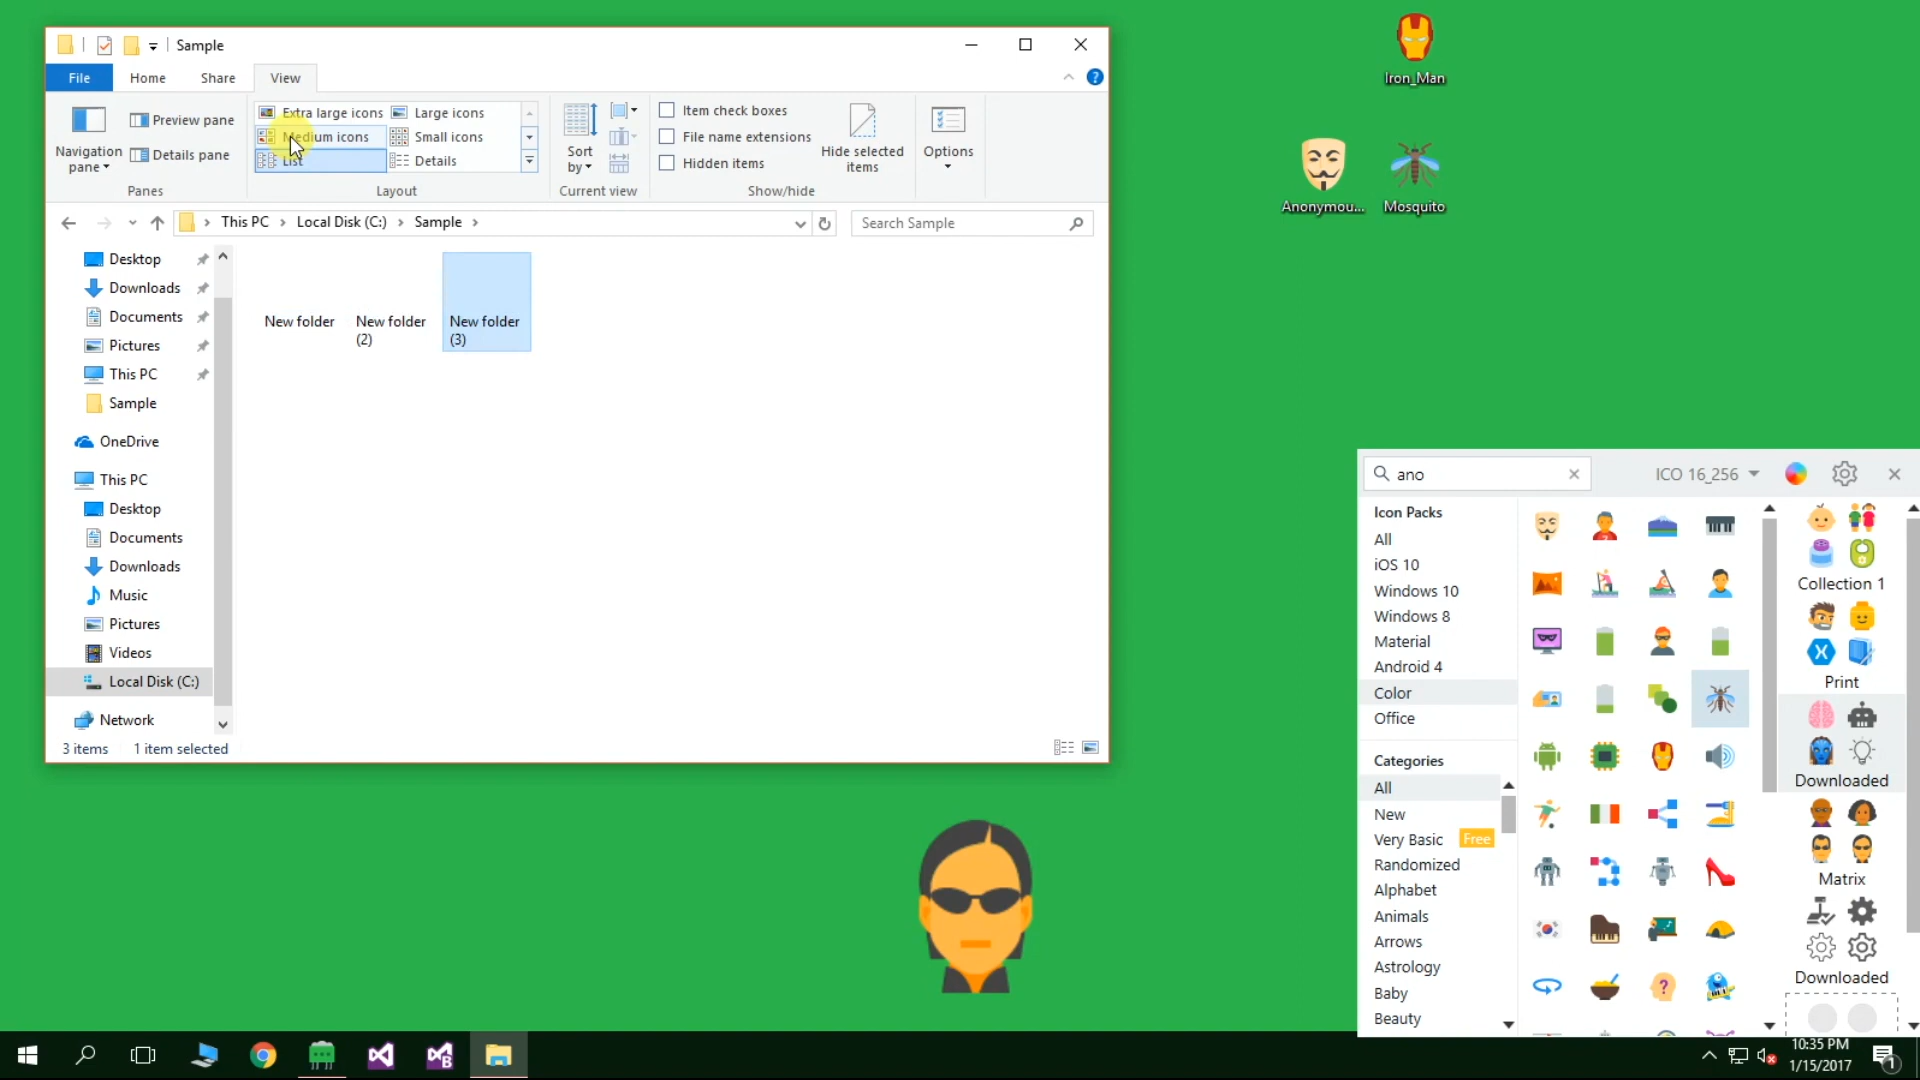 Sample
File
Home
Share
View
Navigation pane
Preview pane
Details pane
Panes
Extra large icons
Large icons
Medium icons
Small icons
List
Details
Layout
Sort by
Current view
Item check boxes
File name extensions
Hidden items
Hide selected items
Show/hide
Options
This PC
Local Disk (C:)
Sample
Search Sample
Desktop
Downloads
Documents
Pictures
This PC
Sample
OneDrive
This PC
Desktop
Documents
Downloads
Music
Pictures
Videos
Local Disk (C:)
Network
New folder
New folder (2)
New folder (3)
3 items
1 item selected
Iron_Man
Anonymou...
Mosquito
ano
ICO 16_256
Icon Packs
All
iOS 10
Windows 10
Windows 8
Material
Android 4
Color
Office
Categories
All
New
Very Basic
Free
Randomized
Alphabet
Animals
Arrows
Astrology
Baby
Beauty
Collection 1
Print
Downloaded
Matrix
Downloaded
10:35 PM
1/15/2017
1